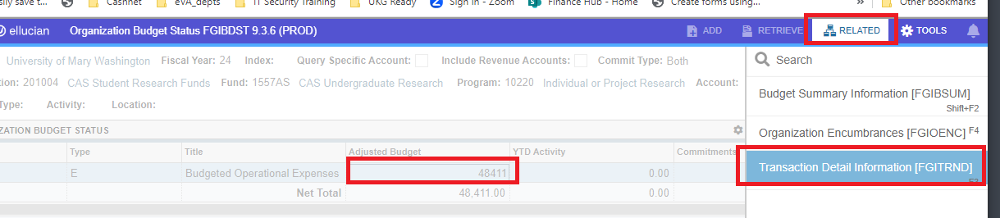 sily save t... Cashnet eVA_depts IT Security Training UKG Ready Sign In - Zoom Finance Hub - Home Create forms using... » Other bookmarks
ellucian Organization Budget Status FGIBDST 9.3.6 (PROD) ADD RETRIEVE RELATED TOOLS
University of Mary Washington Fiscal Year: 24 Index: Query Specific Account: Include Revenue Accounts: Commit Type: Both
tion: 201004 CAS Student Research Funds Fund: 1557AS CAS Undergraduate Research Program: 10220 Individual or Project Research Account:
Type: Activity: Location:
ZATION BUDGET STATUS
Type Title Adjusted Budget YTD Activity Commitments
E Budgeted Operational Expenses 48411 0.00
Net Total 48,411.00 0.00
Search
Budget Summary Information [FGIBSUM]
Shift+F2
Organization Encumbrances [FGIOENC] F4
Transaction Detail Information [FGITRND]
F3